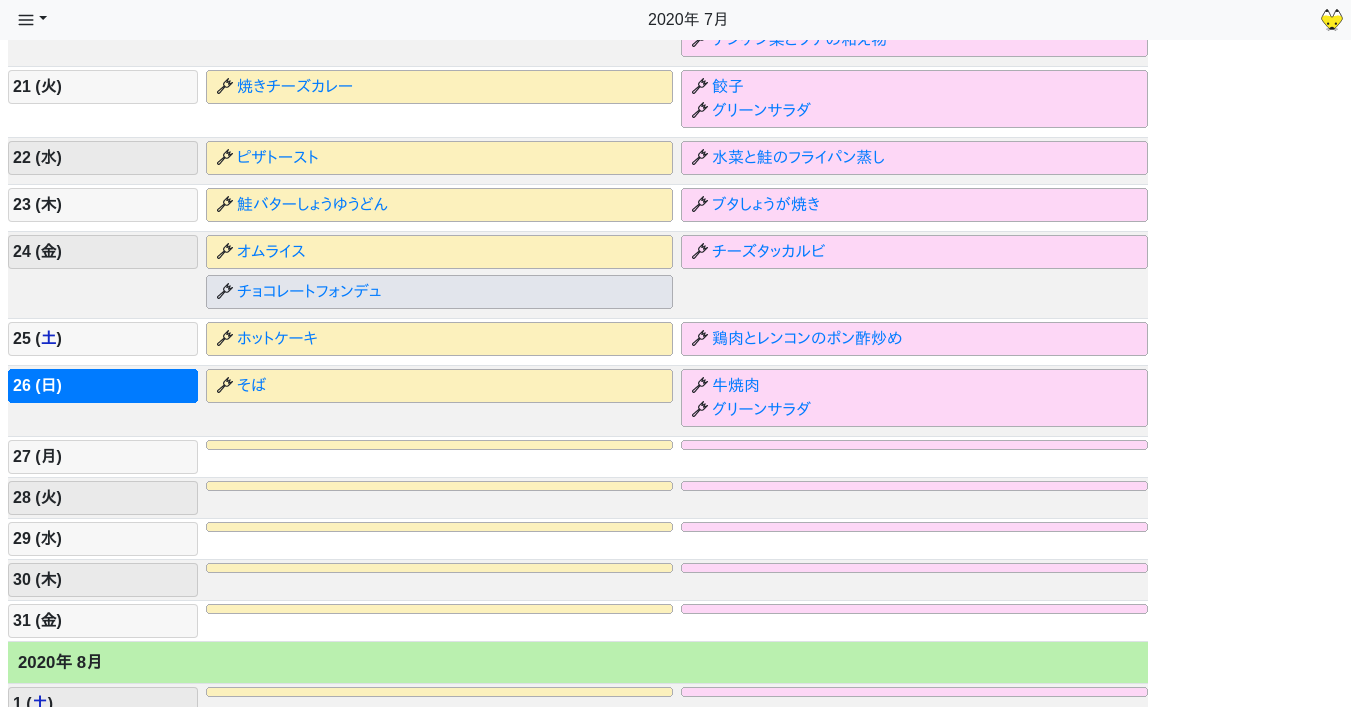 2020年 7月
21 (火)
焼きチーズカレー
餃子
グリーンサラダ
22 (水)
ピザトースト
水菜と鮭のフライパン蒸し
23 (木)
鮭バターしょうゆうどん
ブタしょうが焼き
24 (金)
オムライス
チーズタッカルビ
チョコレートフォンデュ
25 (土)
ホットケーキ
鶏肉とレンコンのポン酢炒め
26 (日)
そば
牛焼肉
グリーンサラダ
27 (月)
28 (火)
29 (水)
30 (木)
31 (金)
2020年 8月
1 (土)